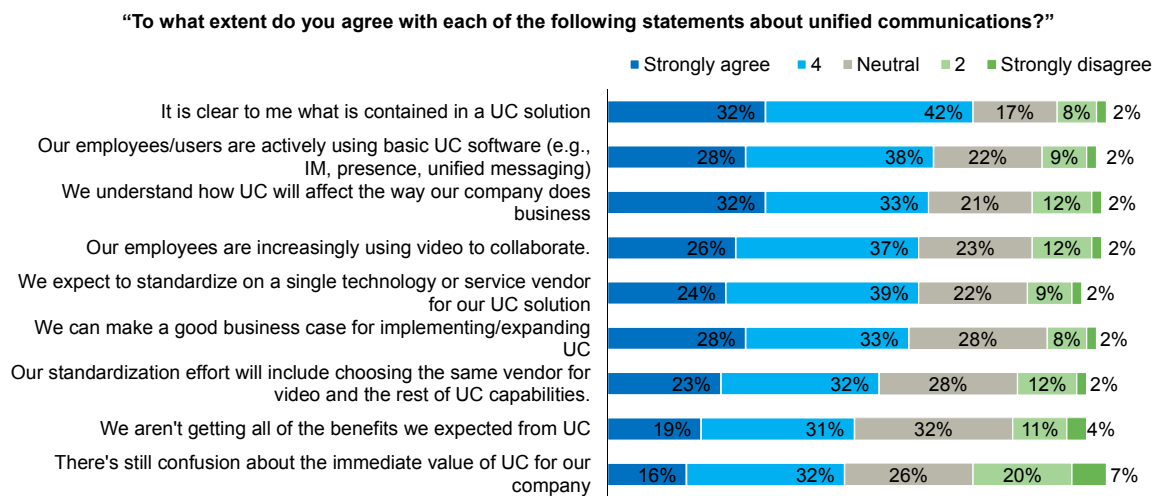 “To what extent do you agree with each of the following statements about unified communications?”
Strongly agree 4 Neutral 2 Strongly disagree
It is clear to me what is contained in a UC solution 32% 42% 17% 8% 2%
Our employees/users are actively using basic UC software (e.g.,
IM, presence, unified messaging) 28% 38% 22% 9% 2%
We understand how UC will affect the way our company does
business 32% 33% 21% 12% 2%
Our employees are increasingly using video to collaborate. 26% 37% 23% 12% 2%
We expect to standardize on a single technology or service vendor
for our UC solution 24% 39% 22% 9% 2%
We can make a good business case for implementing/expanding
UC 28% 33% 28% 8% 2%
Our standardization effort will include choosing the same vendor for
video and the rest of UC capabilities. 23% 32% 28% 12% 2%
We aren't getting all of the benefits we expected from UC 19% 31% 32% 11% 4%
There's still confusion about the immediate value of UC for our
company 16% 32% 26% 20% 7%